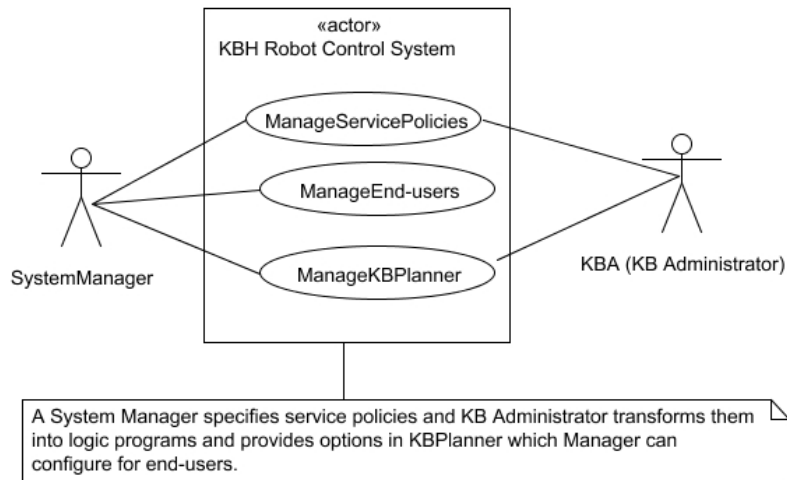 «actor»
KBH Robot Control System
ManageServicePolicies
ManageEnd-users
ManageKBPlanner
SystemManager
KBA (KB Administrator)
A System Manager specifies service policies and KB Administrator transforms them
into logic programs and provides options in KBPlanner which Manager can
configure for end-users.